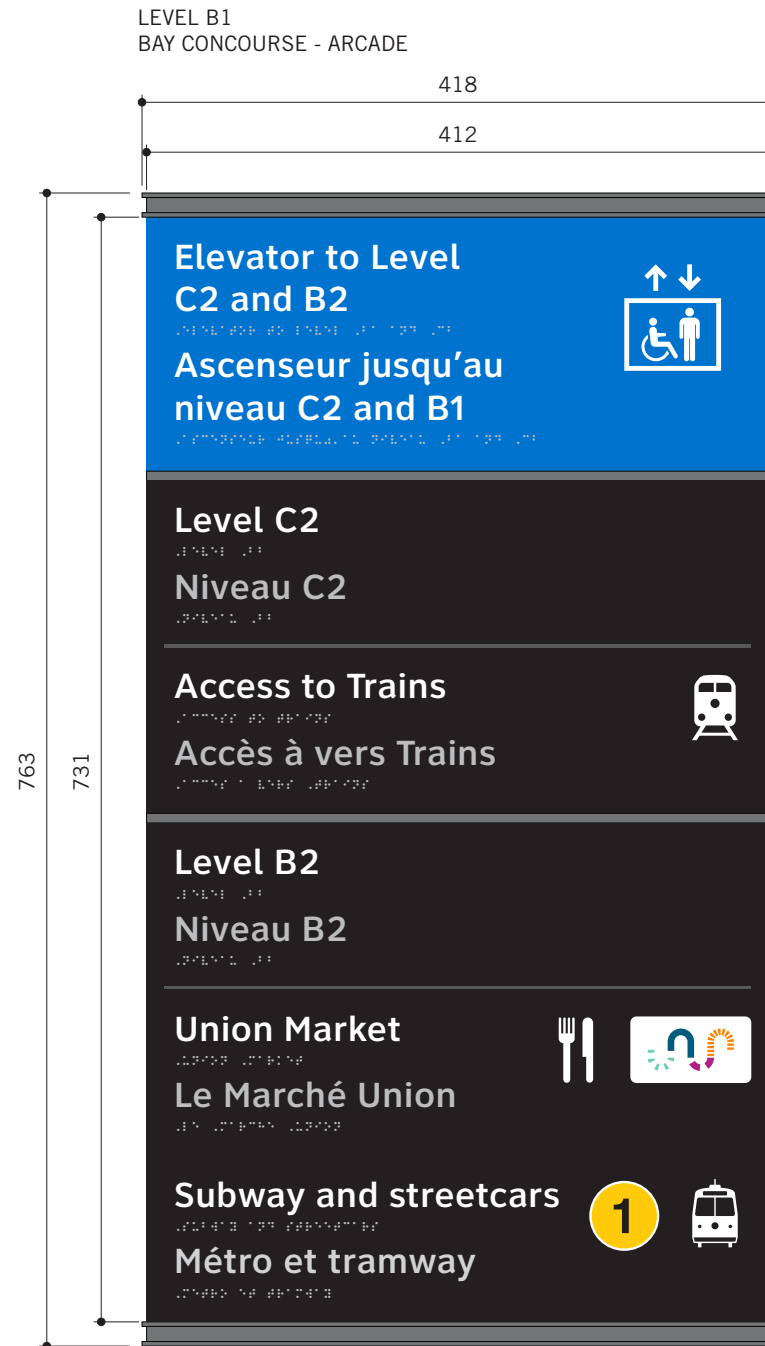 LEVEL B1
BAY CONCOURSE - ARCADE
418
412
763
731
Elevator to Level
C2 and B2
Ascenseur jusqu'au
niveau C2 and B1
Level C2
Niveau C2
Access to Trains
Accès à vers Trains
Level B2
Niveau B2
Union Market
Le Marché Union
Subway and streetcars
1
Métro et tramway